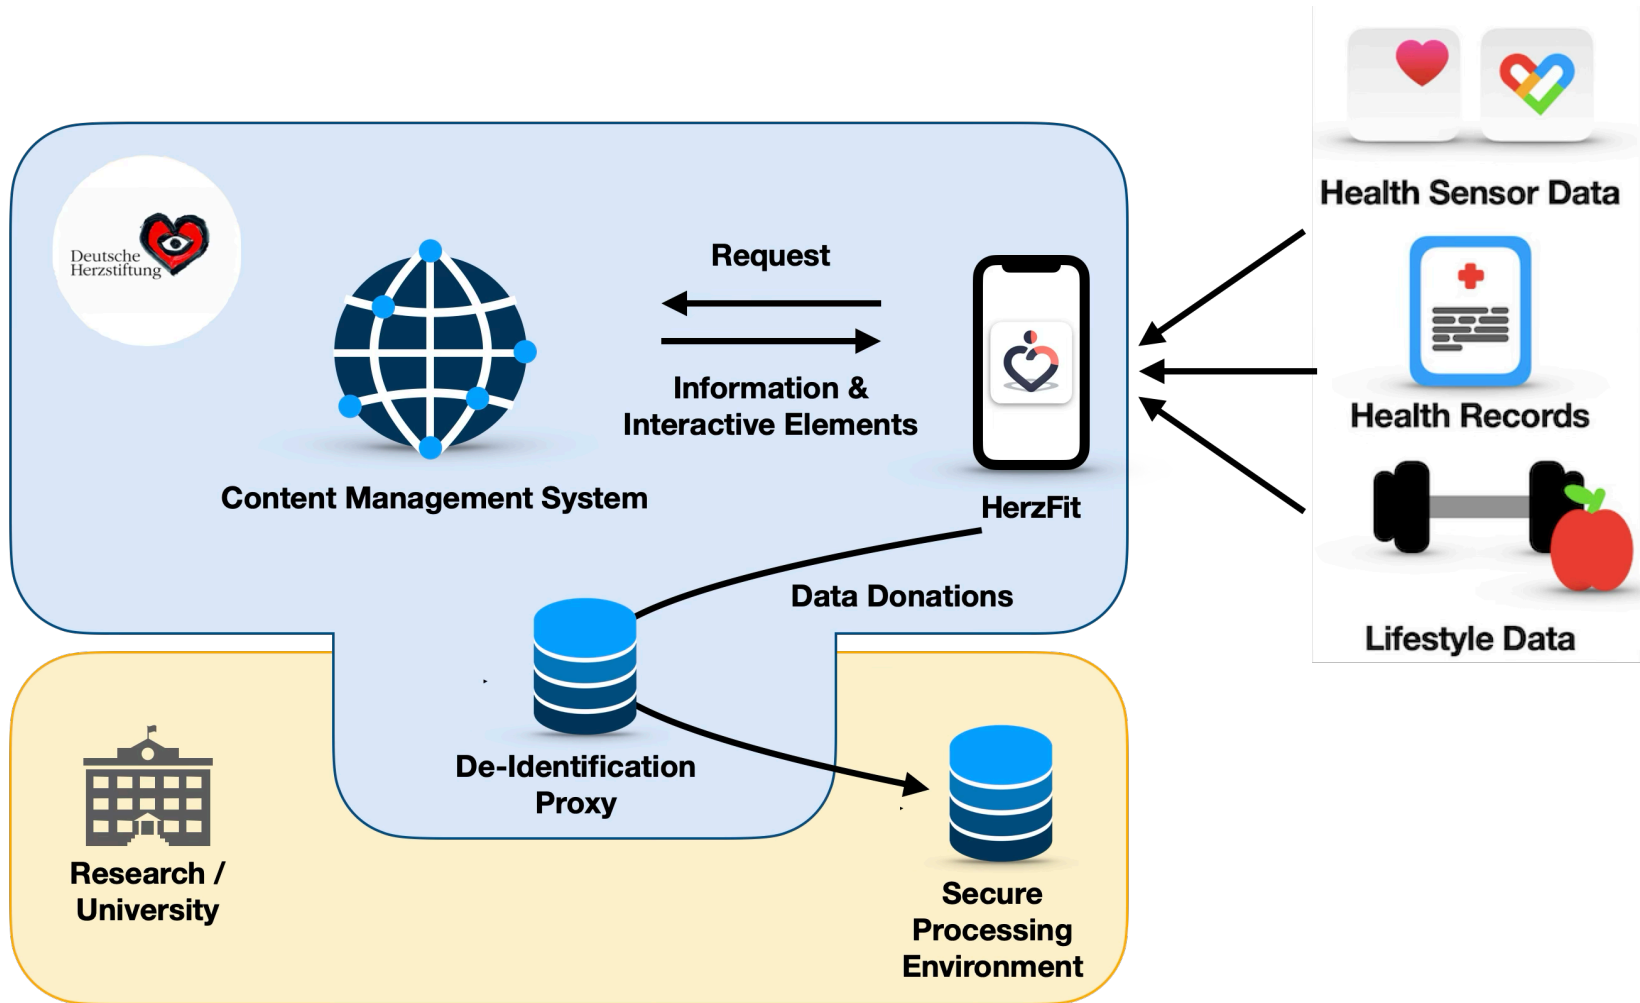 Health Sensor Data
Deutsche
Herzstiftung
Request
Information &
Interactive Elements
Health Records
Content Management System
HerzFit
Data Donations
Lifestyle Data
De-Identification
Proxy
Research /
University
Secure
Processing
Environment